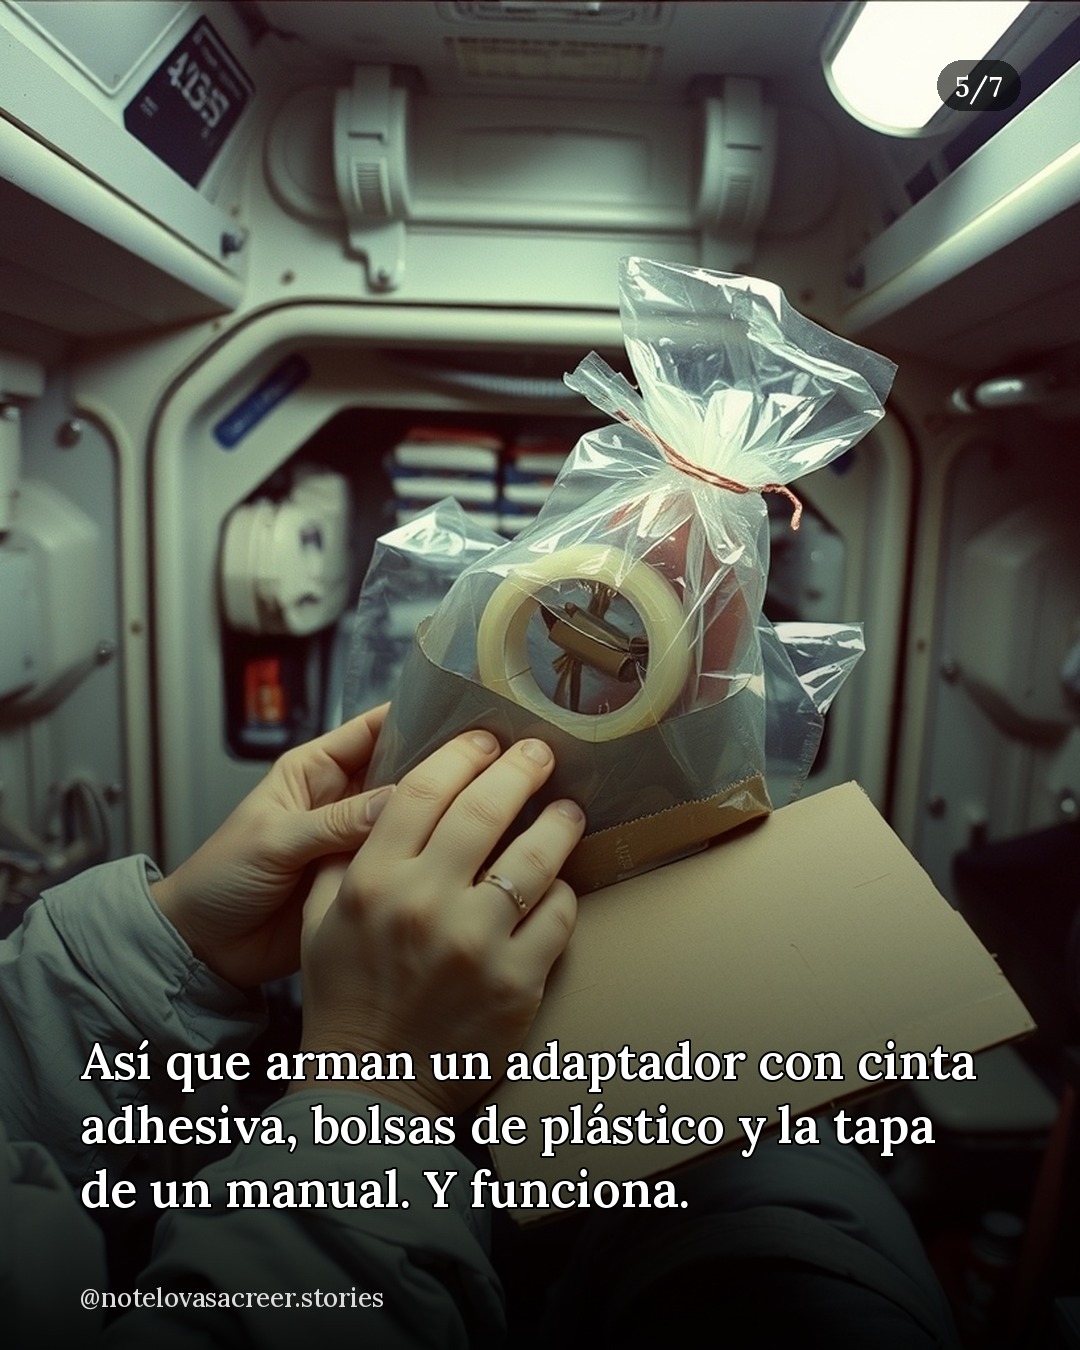 5/7
Así que arman un adaptador con cinta
adhesiva, bolsas de plástico y la tapa
de un manual. Y funciona.
@notelovasacreer.stories